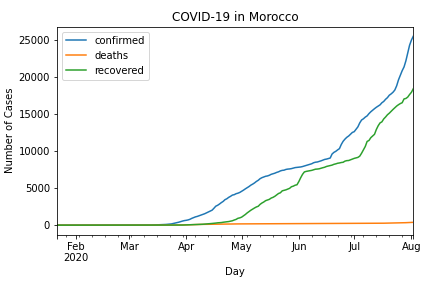 COVID-19 in Morocco
confirmed
deaths
recovered
Number of Cases
25000
20000
15000
10000
5000
0
Feb Mar Apr May Jun Jul Aug
2020
Day